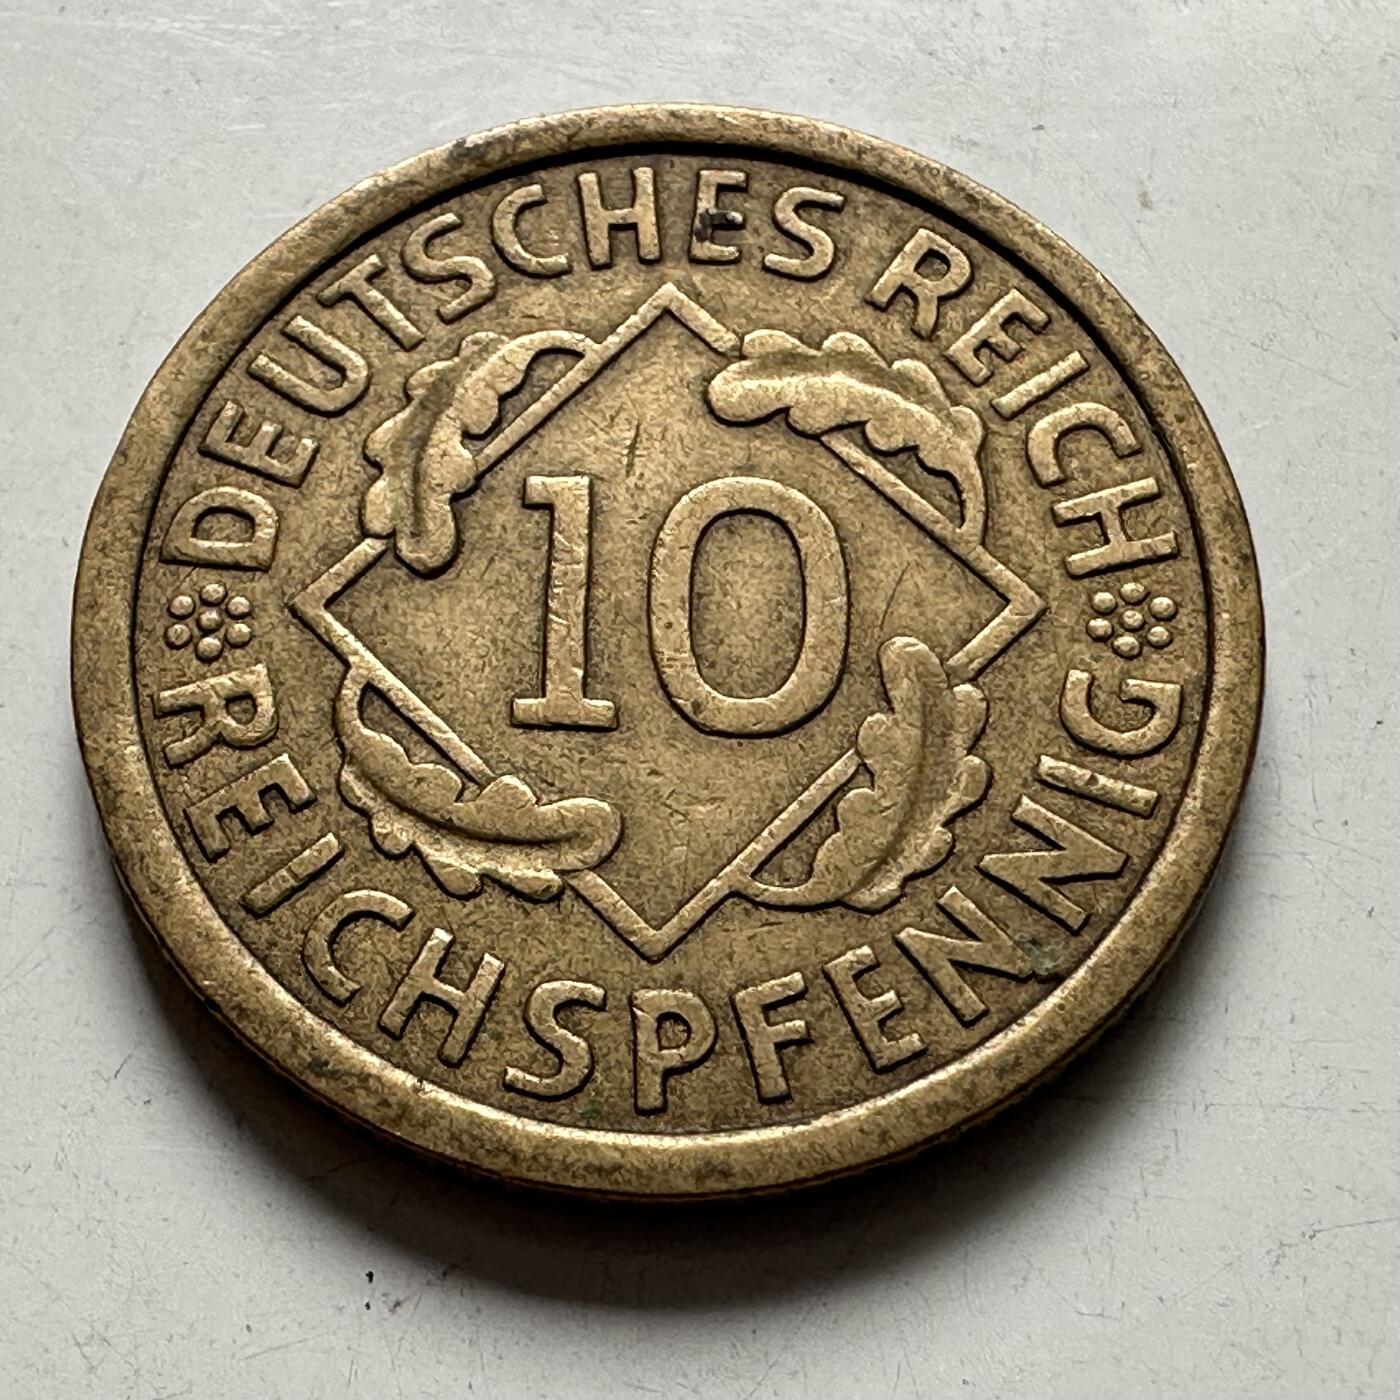 DEUTSCHES REICH
10
REICHSPFENNIG